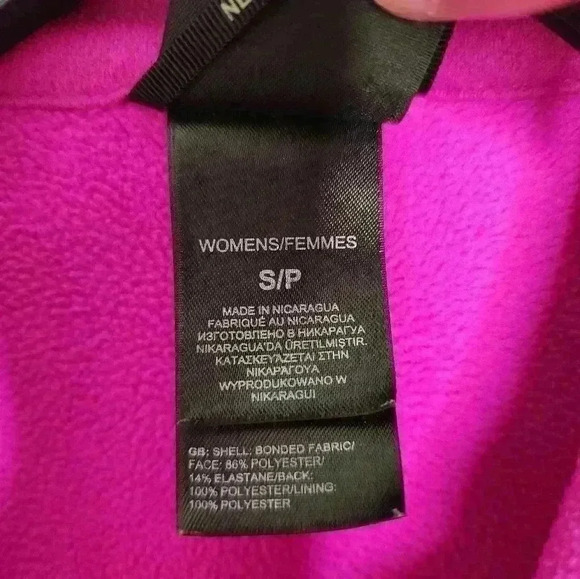 WOMENS/FEMMES
S/P
MADE IN NICARAGUA
FABRIQUÉ AU NICARAGUA
ИЗГОТОВЛЕНО В НИКАРАГУА
NIKARAGUA'DA ÜRETILMIŞTIR.
ΚΑΤΑΣΚΕΥΑΖΕΤΑΙ ΣΤΗΝ
ΝΙΚΑΡΑΓΟΥΑ
WYPRODUKOWANO W
NIKARAGUI
GB: SHELL: BONDED FABRIC/
FACE: 86% POLYESTER/
14% ELASTANE/BACK:
100% POLYESTER/LINING:
100% POLYESTER